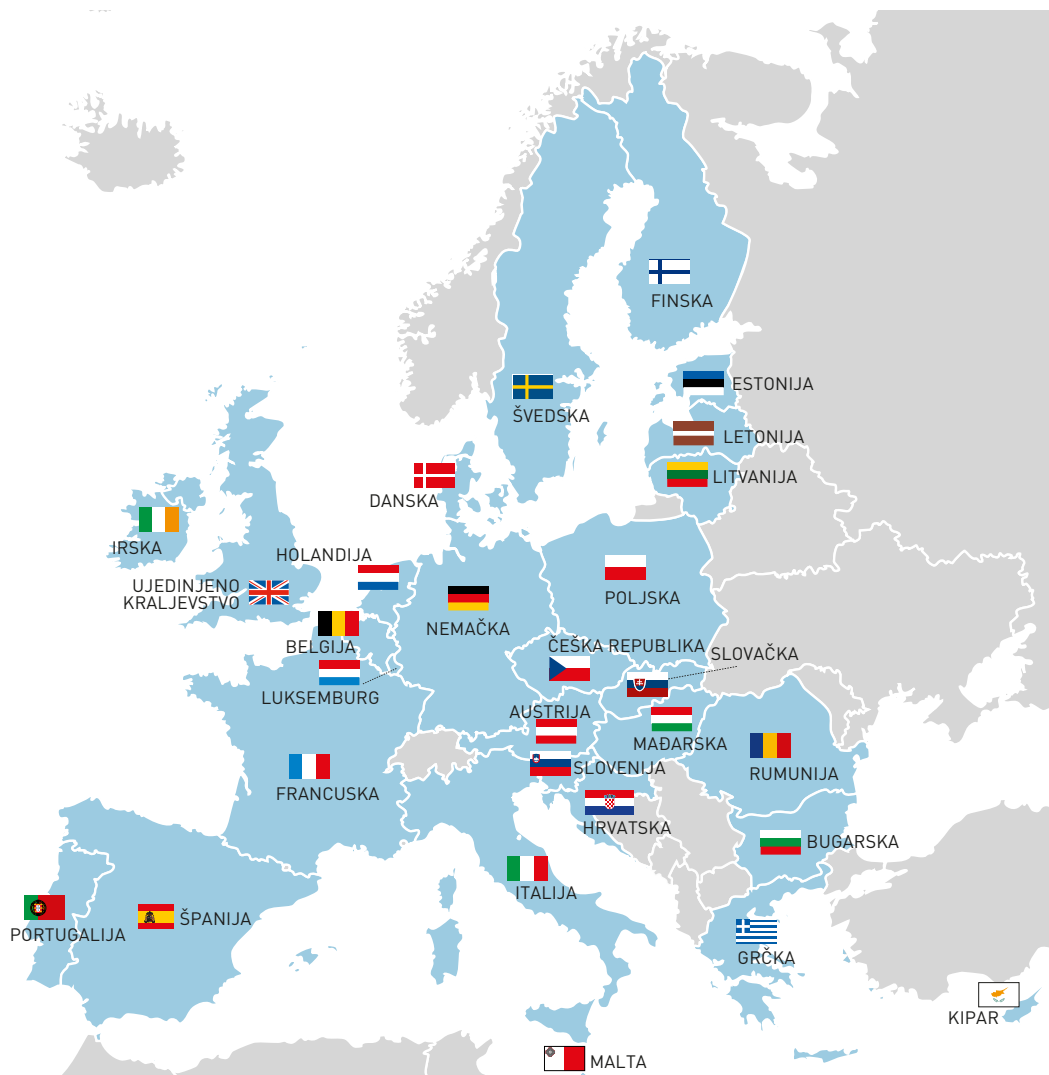 FINSKA
ESTONIJA
ŠVEDSKA
LETONIJA
LITVANIJA
DANSKA
IRSKA
HOLANDIJA
UJEDINJENO
KRALJEVSTVO
POLJSKA
NEMAČKA
BELGIJA
ČEŠKA REPUBLIKA
SLOVAČKA
LUKSEMBURG
AUSTRIJA
MAĐARSKA
SLOVENIJA
RUMUNIJA
FRANCUSKA
HRVATSKA
BUGARSKA
ITALIJA
ŠPANIJA
PORTUGALIJA
GRČKA
KIPAR
MALTA